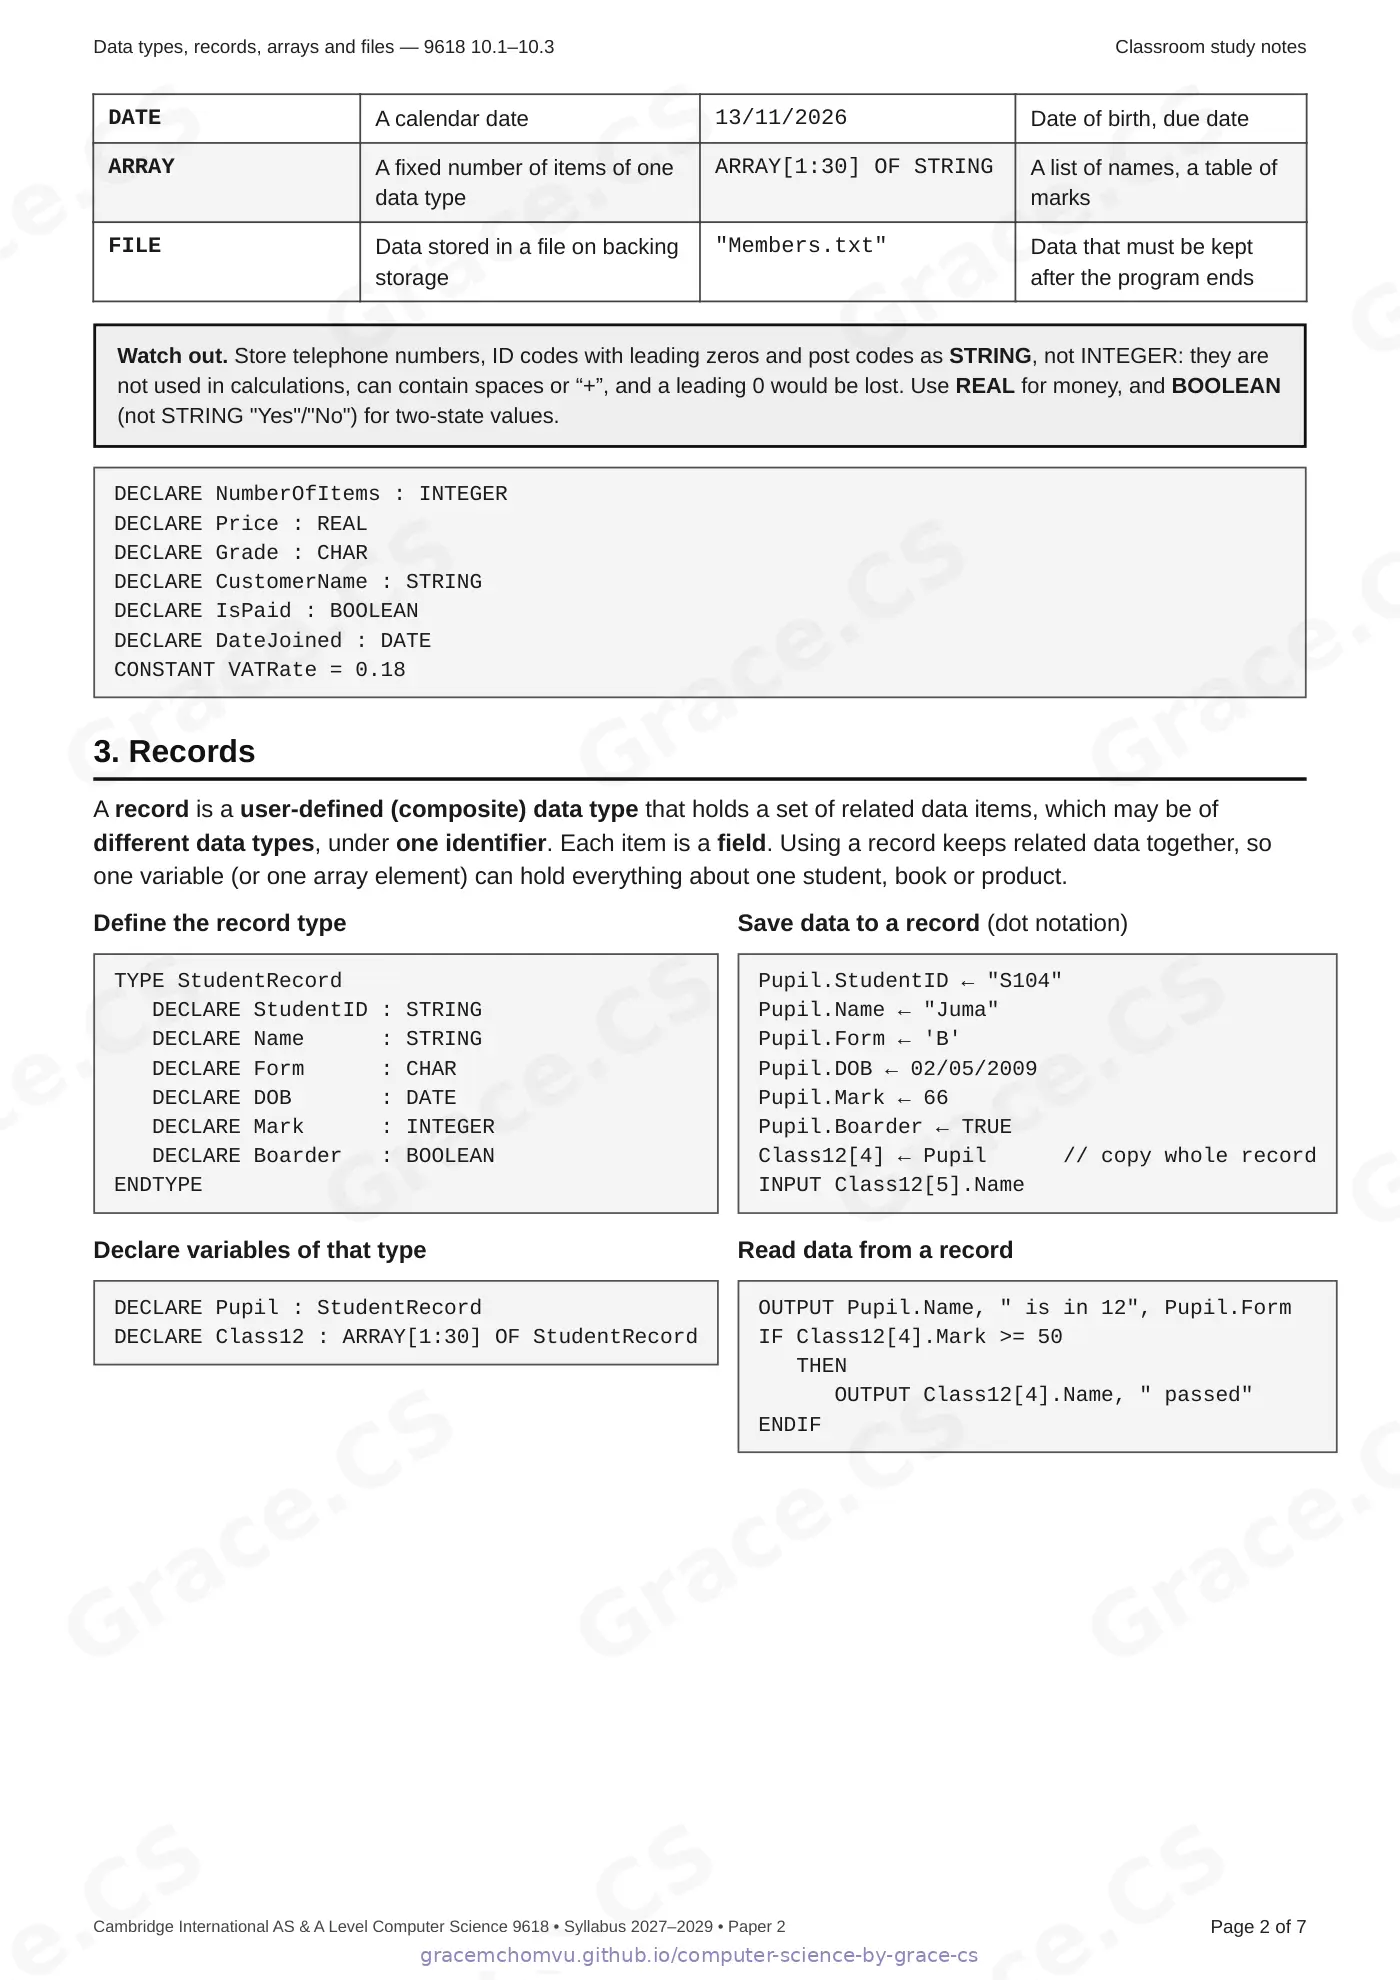 Data types, records, arrays and files — 9618 10.1–10.3
Classroom study notes
DATE
A calendar date
13/11/2026
Date of birth, due date
ARRAY
A fixed number of items of one
data type
ARRAY[1:30] OF STRING
A list of names, a table of
marks
FILE
Data stored in a file on backing
storage
"Members.txt"
Data that must be kept
after the program ends
Watch out. Store telephone numbers, ID codes with leading zeros and post codes as STRING, not INTEGER: they are
not used in calculations, can contain spaces or “+”, and a leading 0 would be lost. Use REAL for money, and BOOLEAN
(not STRING "Yes"/"No") for two-state values.
DECLARE NumberOfItems : INTEGER
DECLARE Price : REAL
DECLARE Grade : CHAR
DECLARE CustomerName : STRING
DECLARE IsPaid : BOOLEAN
DECLARE DateJoined : DATE
CONSTANT VATRate = 0.18
3. Records
A record is a user-defined (composite) data type that holds a set of related data items, which may be of
different data types, under one identifier. Each item is a field. Using a record keeps related data together, so
one variable (or one array element) can hold everything about one student, book or product.
Define the record type
TYPE StudentRecord
   DECLARE StudentID : STRING
   DECLARE Name      : STRING
   DECLARE Form      : CHAR
   DECLARE DOB       : DATE
   DECLARE Mark      : INTEGER
   DECLARE Boarder   : BOOLEAN
ENDTYPE
Declare variables of that type
DECLARE Pupil : StudentRecord
DECLARE Class12 : ARRAY[1:30] OF StudentRecord
Save data to a record (dot notation)
Pupil.StudentID ← "S104"
Pupil.Name ← "Juma"
Pupil.Form ← 'B'
Pupil.DOB ← 02/05/2009
Pupil.Mark ← 66
Pupil.Boarder ← TRUE
Class12[4] ← Pupil      // copy whole record
INPUT Class12[5].Name
Read data from a record
OUTPUT Pupil.Name, " is in 12", Pupil.Form
IF Class12[4].Mark >= 50
   THEN
      OUTPUT Class12[4].Name, " passed"
ENDIF
Cambridge International AS & A Level Computer Science 9618 • Syllabus 2027–2029 • Paper 2
Page 2 of 7
gracemchomvu.github.io/computer-science-by-grace-cs
Grace.CS